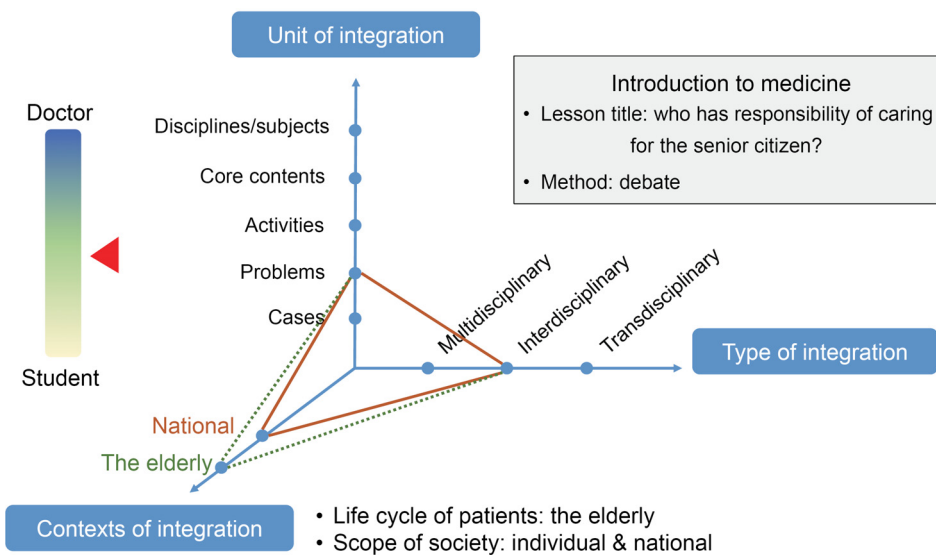 Unit of integration
Introduction to medicine
• Lesson title: who has responsibility of caring
for the senior citizen?
• Method: debate
Doctor
Student
Disciplines/subjects
Core contents
Activities
Problems
Cases
Multidisciplinary
Interdisciplinary
Transdisciplinary
Type of integration
National
The elderly
Contexts of integration
• Life cycle of patients: the elderly
• Scope of society: individual & national